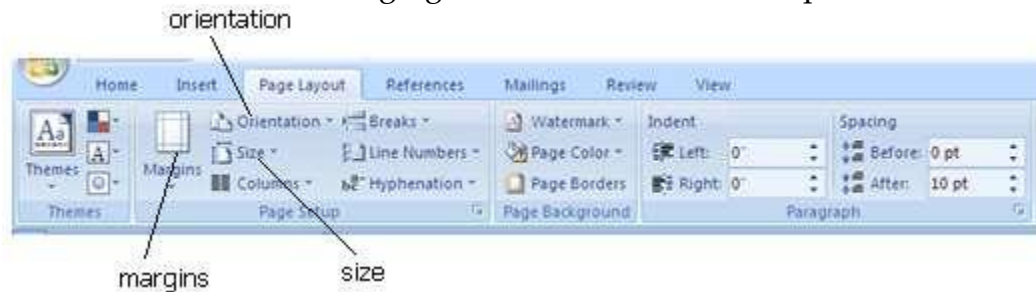 orientation
Home Insert Page Layout References Mailings Review View
Orientation Breaks Watermark Indent Spacing
Size Line Numbers Page Color Left: 0" Before: 0 pt
Themes Margins Columns Hyphenation Page Borders Right: 0" After: 10 pt
Themes Page Setup Page Background Paragraph
margins size